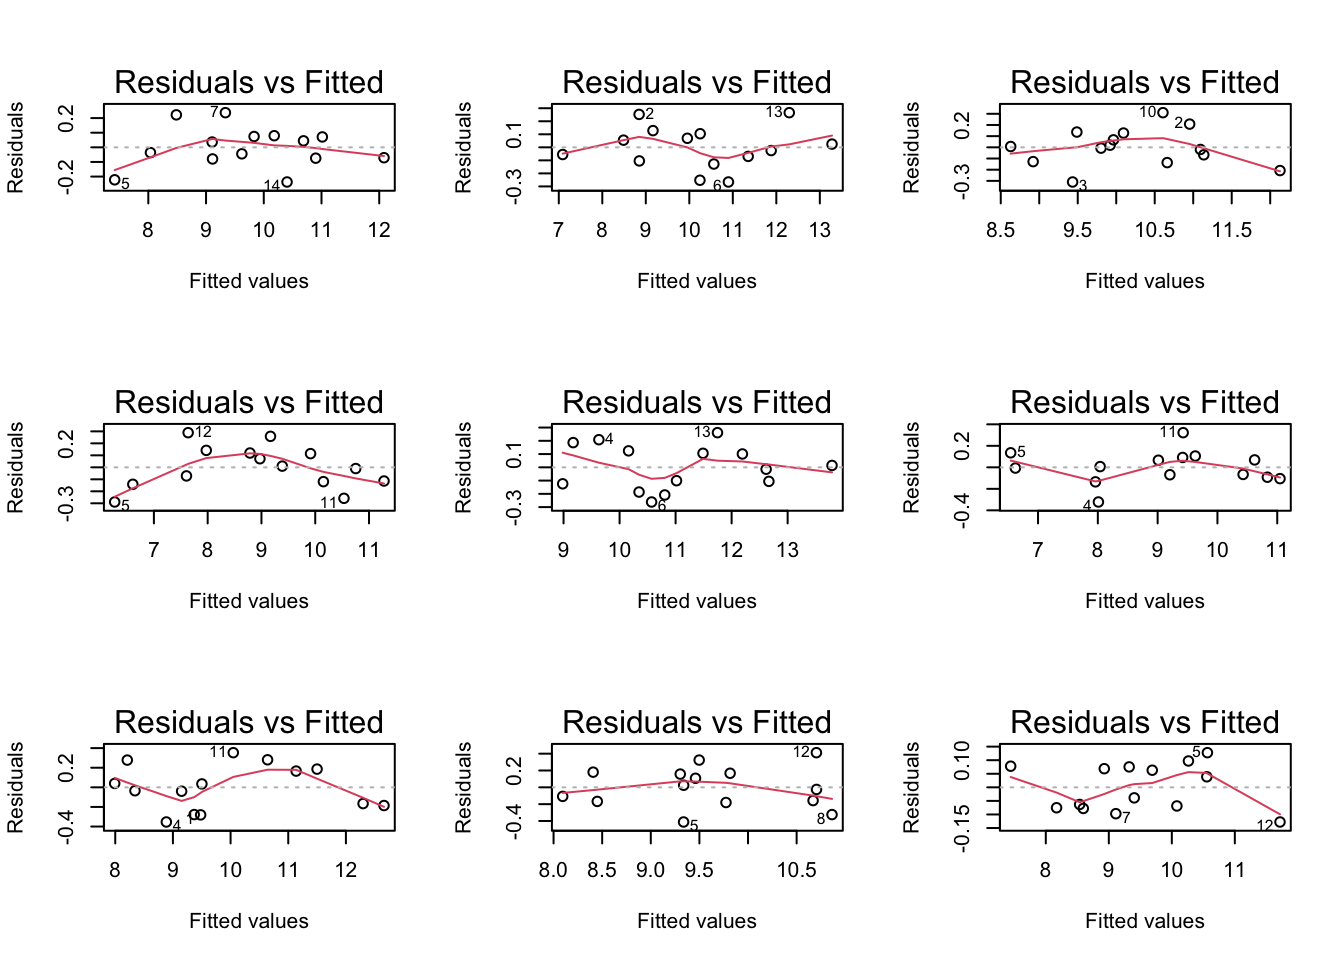 Residuals vs Fitted
Residuals
0.2
-0.2
7
5
14
8 9 10 11 12
Fitted values
Residuals vs Fitted
Residuals
0.1
-0.3
2
13
6
7 8 9 10 11 12 13
Fitted values
Residuals vs Fitted
Residuals
0.2
-0.3
10
2
3
8.5 9.5 10.5 11.5
Fitted values
Residuals vs Fitted
Residuals
0.2
-0.3
12
5
11
7 8 9 10 11
Fitted values
Residuals vs Fitted
Residuals
0.1
-0.3
4
13
6
9 10 11 12 13
Fitted values
Residuals vs Fitted
Residuals
0.2
-0.4
5
11
4
7 8 9 10 11
Fitted values
Residuals vs Fitted
Residuals
0.2
-0.4
11
4
1
8 9 10 11 12
Fitted values
Residuals vs Fitted
Residuals
0.2
-0.4
12
5
8
8.0 8.5 9.0 9.5 10.5
Fitted values
Residuals vs Fitted
Residuals
0.10
-0.15
5
7
12
8 9 10 11
Fitted values